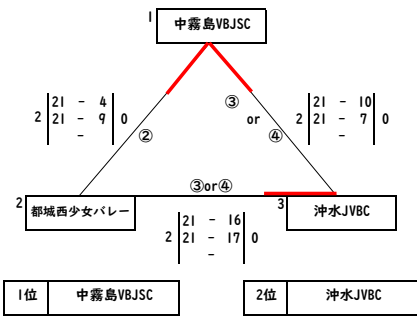 1 中霧島VBJSC
21 - 4
2 21 - 9 0
-
②
③
or
④
21 - 10
2 21 - 7 0
-
2 都城西少女バレー
③or④
3 沖水JVBC
21 - 16
2 21 - 17 0
-
1位 中霧島VBJSC
2位 沖水JVBC